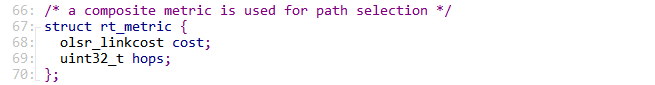 66: /* a composite metric is used for path selection */
67: struct rt_metric {
68:   olsr_linkcost cost;
69:   uint32_t hops;
70: };